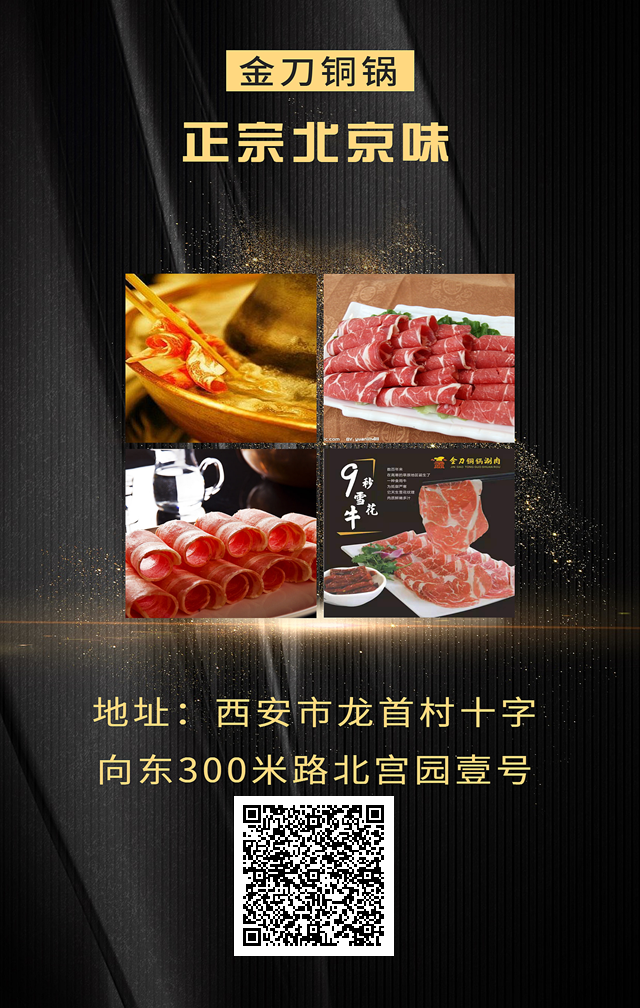 金刀铜锅
正宗北京味
金刀铜锅涮肉
9秒雪花牛
地址：西安市龙首村十字
向东300米路北宫园壹号